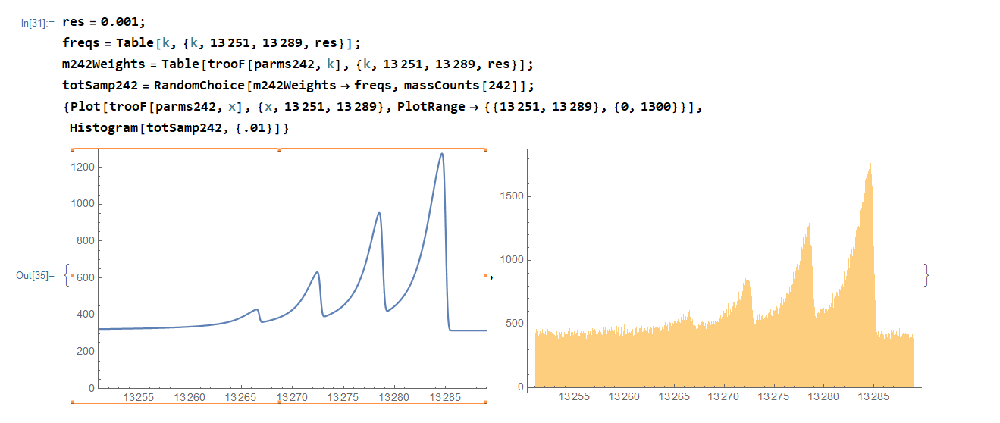 In[31]:= res = 0.001;
freqs = Table[k, {k, 13 251, 13 289, res}];
m242Weights = Table[trooF[parms242, k], {k, 13 251, 13 289, res}];
totSamp242 = RandomChoice[m242Weights → freqs, massCounts[242]];
{Plot[trooF[parms242, x], {x, 13 251, 13 289}, PlotRange → {{13 251, 13 289}, {0, 1300}}],
Histogram[totSamp242, {.01}]}
Out[35]= { , }
1200
1000
800
600
400
200
0
13 255 13 260 13 265 13 270 13 275 13 280 13 285
1500
1000
500
0
13 255 13 260 13 265 13 270 13 275 13 280 13 285